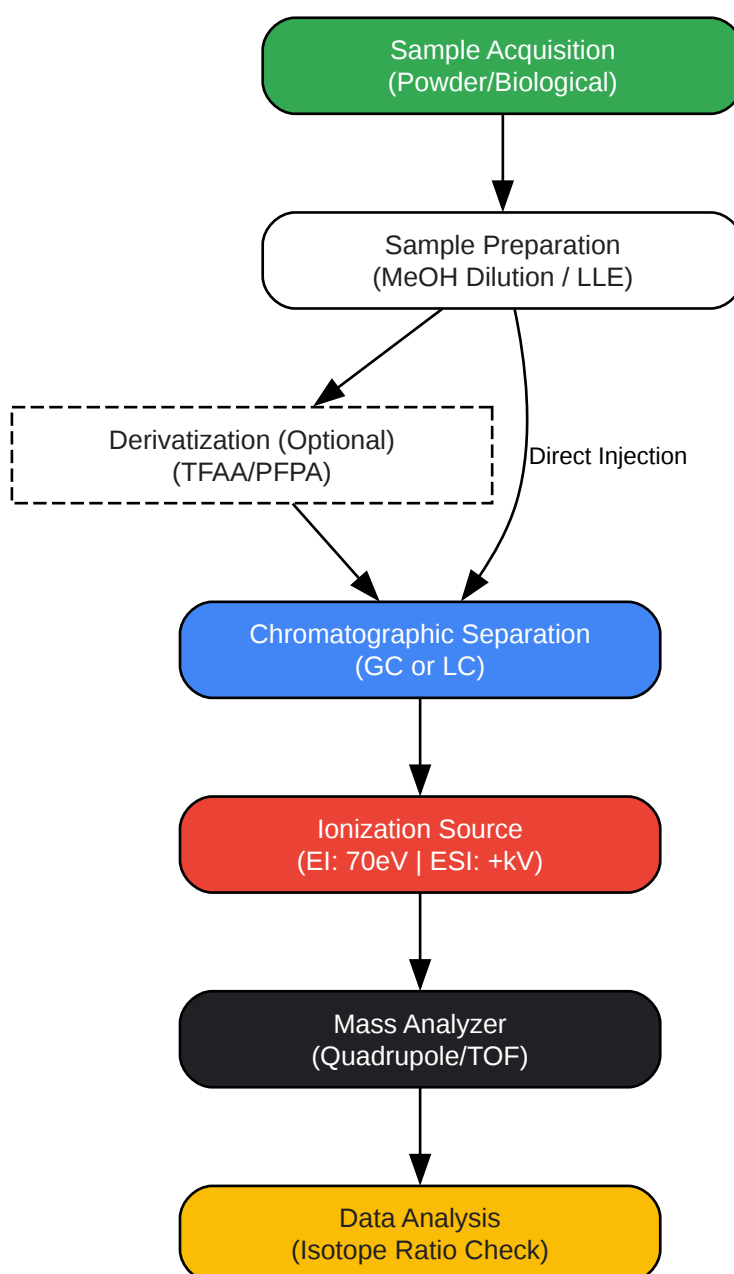 Sample Acquisition
(Powder/Biological)
Sample Preparation
(MeOH Dilution / LLE)
Derivatization (Optional)
(TFAA/PFPA)
Direct Injection
Chromatographic Separation
(GC or LC)
Ionization Source
(EI: 70eV | ESI: +kV)
Mass Analyzer
(Quadrupole/TOF)
Data Analysis
(Isotope Ratio Check)